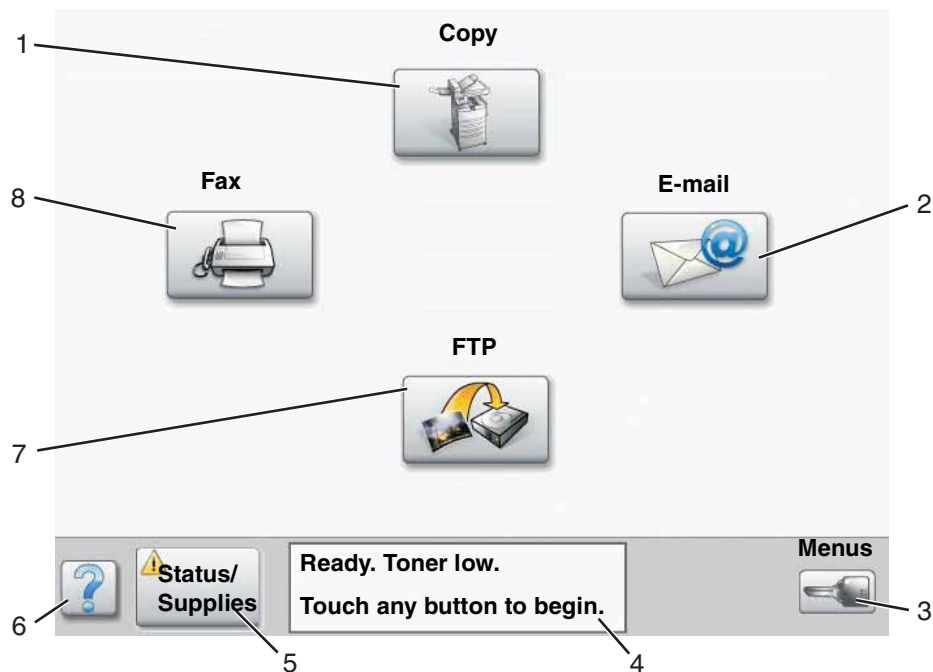 Copy
1
Fax
E-mail
8
2
FTP
7
Menus
Status/
Supplies
Ready. Toner low.
Touch any button to begin.
?
6
5
4
3